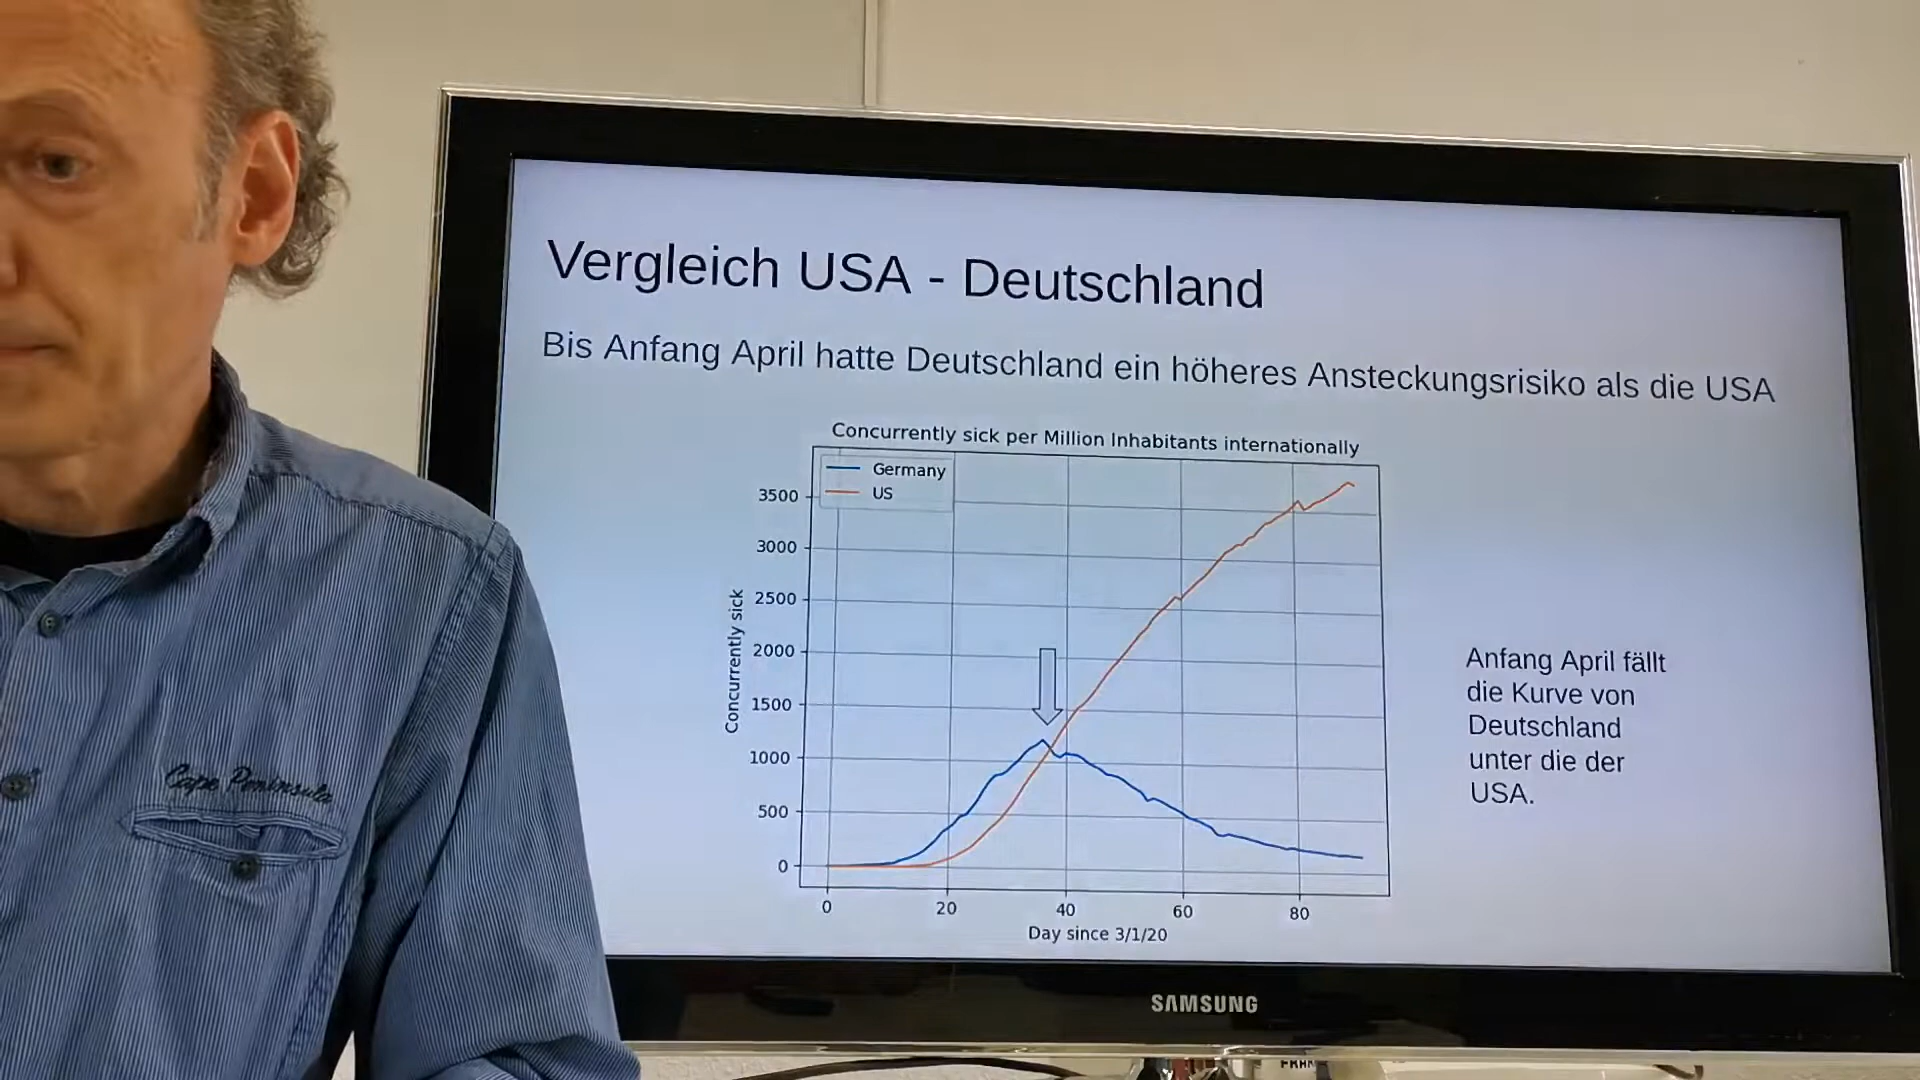 Vergleich USA - Deutschland
Bis Anfang April hatte Deutschland ein höheres Ansteckungsrisiko als die USA
Concurrently sick per Million Inhabitants internationally
Germany
US
3500
3000
2500
2000
1500
1000
500
0
Concurrently sick
0 20 40 60 80
Day since 3/1/20
Anfang April fällt
die Kurve von
Deutschland
unter die der
USA.
Cape Peninsula
SAMSUNG